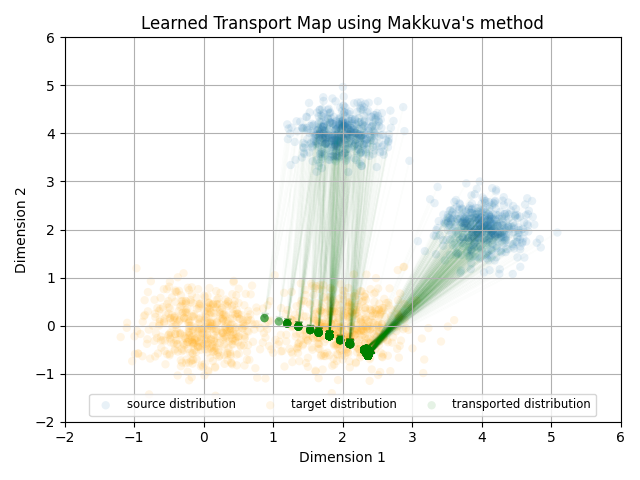 Learned Transport Map using Makkuva's method
6
5
4
3
2
1
0
−1
−2
Dimension 2
source distribution target distribution transported distribution
−2 −1 0 1 2 3 4 5 6
Dimension 1